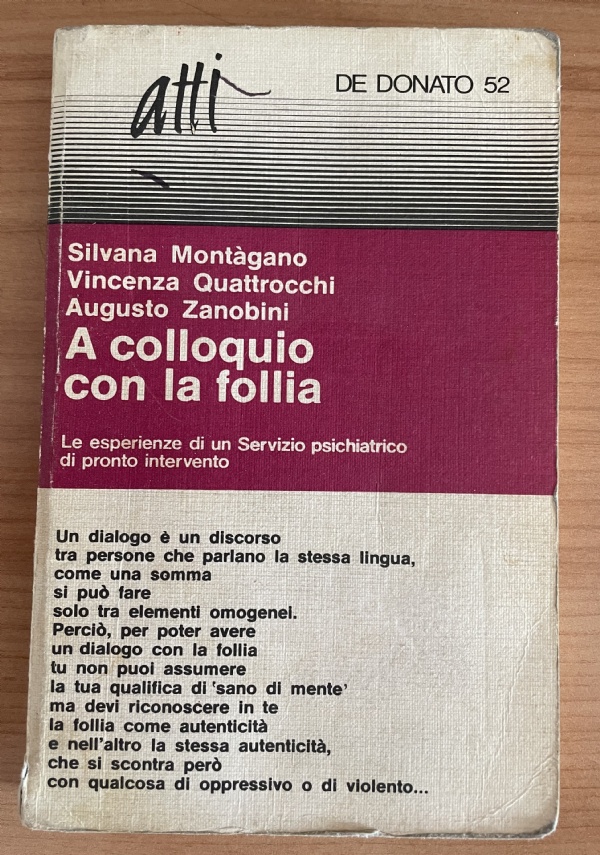 atti
DE DONATO 52
Silvana Montàgano
Vincenza Quattrocchi
Augusto Zanobini
A colloquio
con la follia
Le esperienze di un Servizio psichiatrico
di pronto intervento
Un dialogo è un discorso
tra persone che parlano la stessa lingua,
come una somma
si può fare
solo tra elementi omogenei.
Perciò, per poter avere
un dialogo con la follia
tu non puoi assumere
la tua qualifica di 'sano di mente'
ma devi riconoscere in te
la follia come autenticità
e nell'altro la stessa autenticità,
che si scontra però
con qualcosa di oppressivo o di violento...